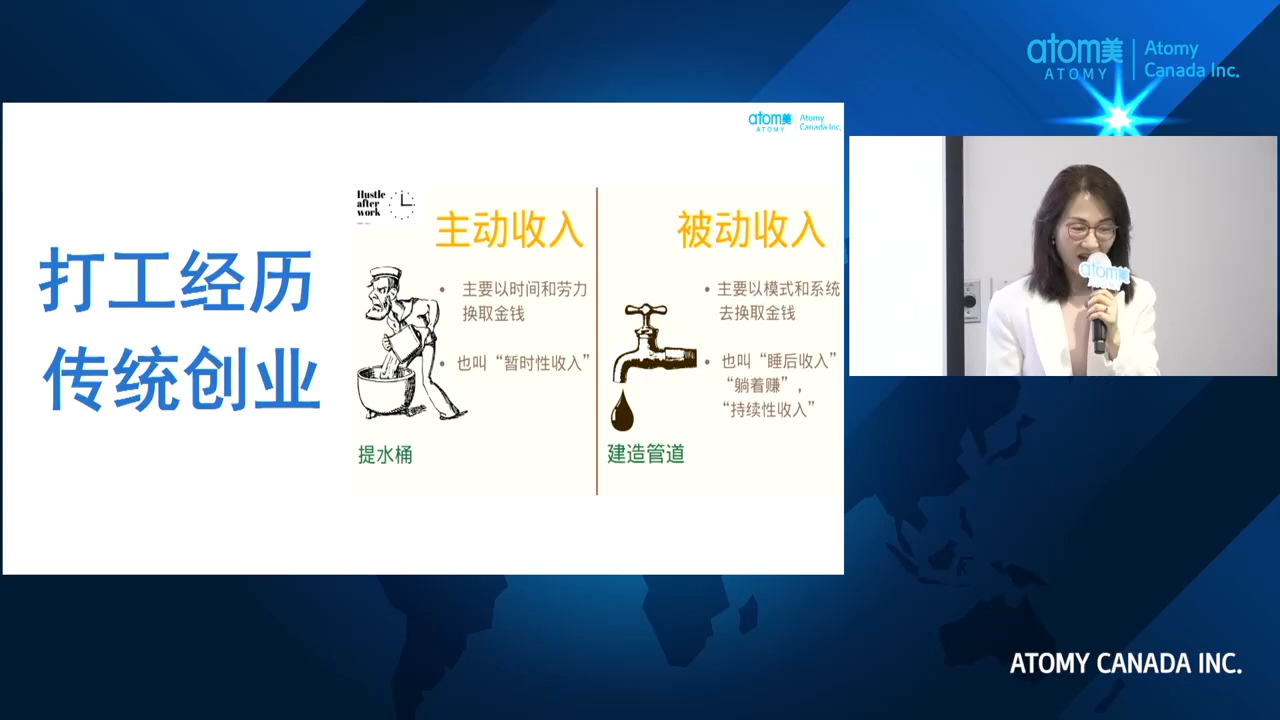 atom美
ATOMY
Atomy
Canada Inc.
atom美
ATOMY
Atomy
Canada Inc.
打工经历
传统创业
Hustle
after
work
主动收入
• 主要以时间和劳力
换取金钱
• 也叫“暂时性收入”
提水桶
被动收入
• 主要以模式和系统
去换取金钱
• 也叫“睡后收入”
“躺着赚”，
“持续性收入”
建造管道
atom美
ATOMY CANADA INC.